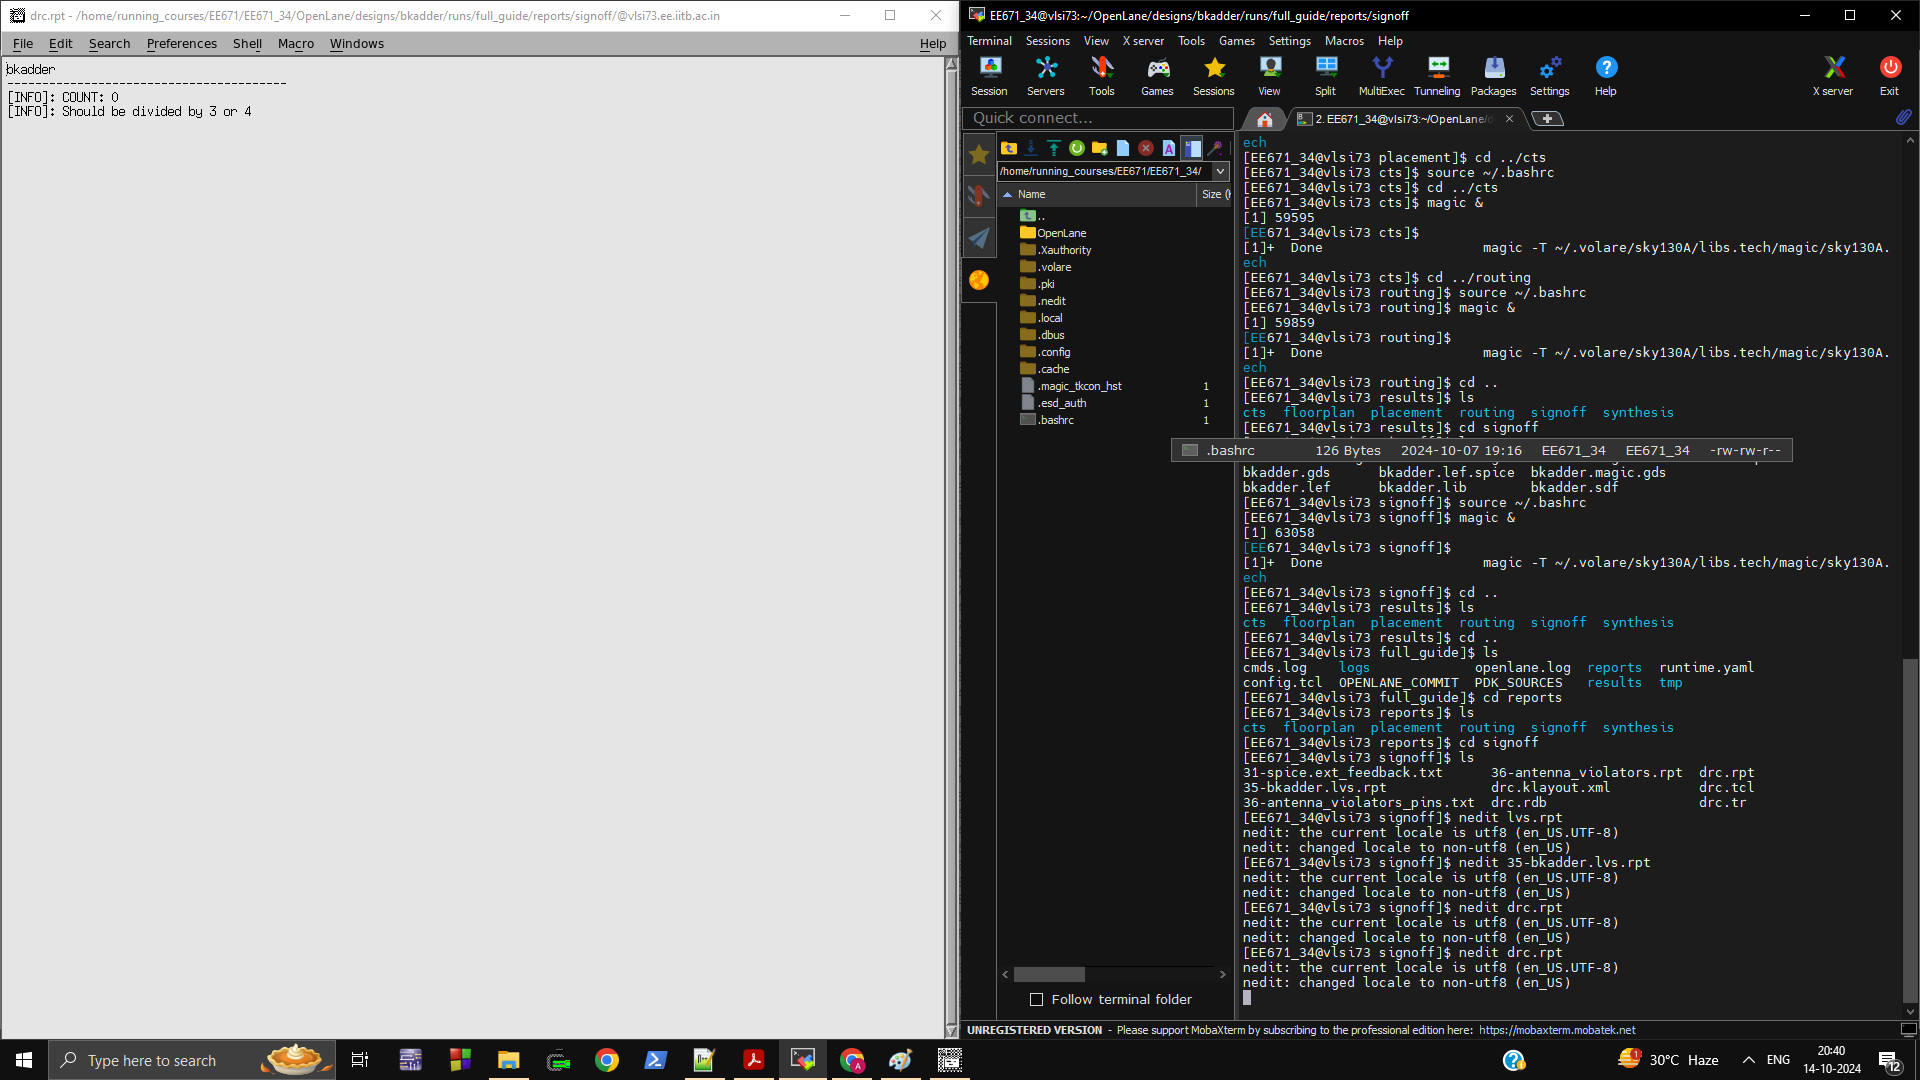 drc.rpt - /home/running_courses/EE671/EE671_34/OpenLane/designs/bkadder/runs/full_guide/reports/signoff/@vlsi73.ee.iitb.ac.in
File Edit Search Preferences Shell Macro Windows Help
bkadder
----------------------------------------
[INFO]: COUNT: 0
[INFO]: Should be divided by 3 or 4
EE671_34@vlsi73:~/OpenLane/designs/bkadder/runs/full_guide/reports/signoff
Terminal Sessions View X server Tools Games Settings Macros Help
Session Servers Tools Games Sessions View Split MultiExec Tunneling Packages Settings Help X server Exit
Quick connect...
2. EE671_34@vlsi73:~/OpenLane/d
/home/running_courses/EE671/EE671_34/
Name Size (
..
OpenLane
.Xauthority
.volare
.pki
.nedit
.local
.dbus
.config
.cache
.magic_tkcon_hst 1
.esd_auth 1
.bashrc 1
Follow terminal folder
ech
[EE671_34@vlsi73 placement]$ cd ../cts
[EE671_34@vlsi73 cts]$ source ~/.bashrc
[EE671_34@vlsi73 cts]$ cd ../cts
[EE671_34@vlsi73 cts]$ magic &
[1] 59595
[EE671_34@vlsi73 cts]$
[1]+  Done                    magic -T ~/.volare/sky130A/libs.tech/magic/sky130A.
ech
[EE671_34@vlsi73 cts]$ cd ../routing
[EE671_34@vlsi73 routing]$ source ~/.bashrc
[EE671_34@vlsi73 routing]$ magic &
[1] 59859
[EE671_34@vlsi73 routing]$
[1]+  Done                    magic -T ~/.volare/sky130A/libs.tech/magic/sky130A.
ech
[EE671_34@vlsi73 routing]$ cd ..
[EE671_34@vlsi73 results]$ ls
cts  floorplan  placement  routing  signoff  synthesis
[EE671_34@vlsi73 results]$ cd signoff
.bashrc 126 Bytes 2024-10-07 19:16 EE671_34 EE671_34 -rw-rw-r--
bkadder.gds      bkadder.lef.spice  bkadder.magic.gds
bkadder.lef      bkadder.lib        bkadder.sdf
[EE671_34@vlsi73 signoff]$ source ~/.bashrc
[EE671_34@vlsi73 signoff]$ magic &
[1] 63058
[EE671_34@vlsi73 signoff]$
[1]+  Done                    magic -T ~/.volare/sky130A/libs.tech/magic/sky130A.
ech
[EE671_34@vlsi73 signoff]$ cd ..
[EE671_34@vlsi73 results]$ ls
cts  floorplan  placement  routing  signoff  synthesis
[EE671_34@vlsi73 results]$ cd ..
[EE671_34@vlsi73 full_guide]$ ls
cmds.log    logs             openlane.log  reports  runtime.yaml
config.tcl  OPENLANE_COMMIT  PDK_SOURCES   results  tmp
[EE671_34@vlsi73 full_guide]$ cd reports
[EE671_34@vlsi73 reports]$ ls
cts  floorplan  placement  routing  signoff  synthesis
[EE671_34@vlsi73 reports]$ cd signoff
[EE671_34@vlsi73 signoff]$ ls
31-spice.ext_feedback.txt      36-antenna_violators.rpt  drc.rpt
35-bkadder.lvs.rpt             drc.klayout.xml           drc.tcl
36-antenna_violators_pins.txt  drc.rdb                   drc.tr
[EE671_34@vlsi73 signoff]$ nedit lvs.rpt
nedit: the current locale is utf8 (en_US.UTF-8)
nedit: changed locale to non-utf8 (en_US)
[EE671_34@vlsi73 signoff]$ nedit 35-bkadder.lvs.rpt
nedit: the current locale is utf8 (en_US.UTF-8)
nedit: changed locale to non-utf8 (en_US)
[EE671_34@vlsi73 signoff]$ nedit drc.rpt
nedit: the current locale is utf8 (en_US.UTF-8)
nedit: changed locale to non-utf8 (en_US)
[EE671_34@vlsi73 signoff]$ nedit drc.rpt
nedit: the current locale is utf8 (en_US.UTF-8)
nedit: changed locale to non-utf8 (en_US)
UNREGISTERED VERSION - Please support MobaXterm by subscribing to the professional edition here: https://mobaxterm.mobatek.net
Type here to search
1
30°C Haze
ENG
20:40
14-10-2024
12